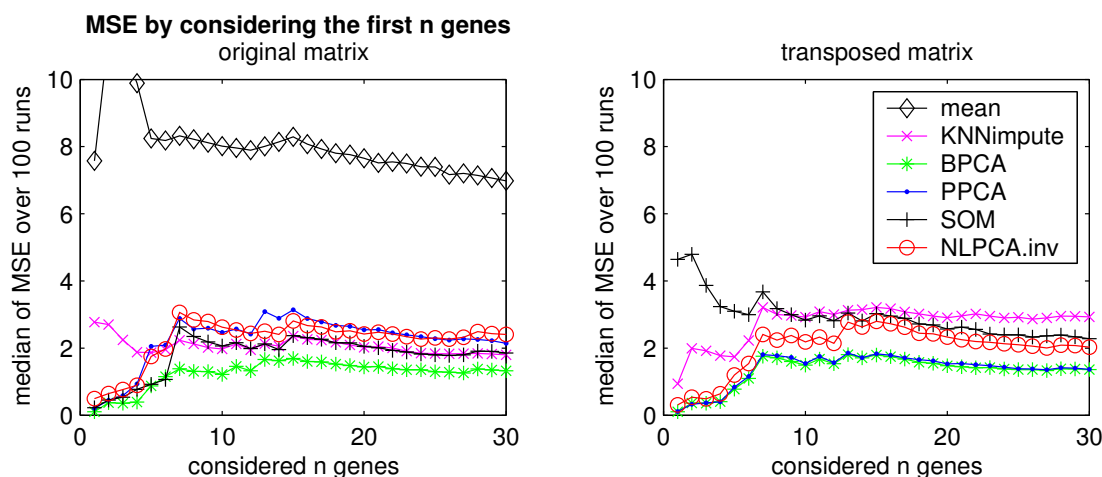 MSE by considering the first n genes
original matrix
median of MSE over 100 runs
10
8
6
4
2
0
0
10
20
30
considered n genes
transposed matrix
median of MSE over 100 runs
10
8
6
4
2
0
0
10
20
30
considered n genes
mean
KNNimpute
BPCA
PPCA
SOM
NLPCA.inv